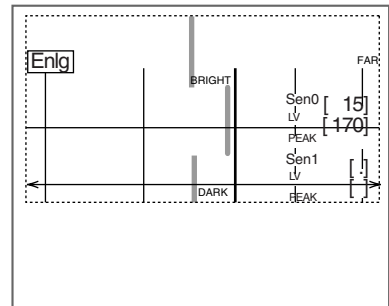 Enlg
FAR
BRIGHT
Sen0 [ 15]
LV
[ 170]
PEAK
Sen1 [ .]
LV
[ ]
DARK
PEAK